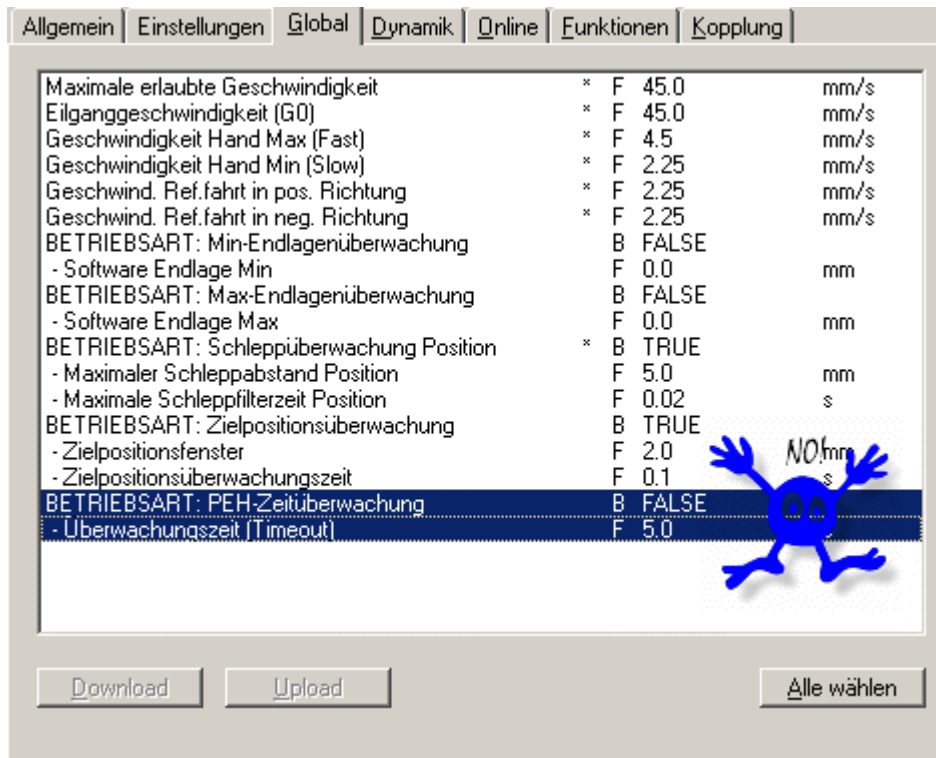 Allgemein Einstellungen Global Dynamik Online Funktionen Kopplung
Maximale erlaubte Geschwindigkeit * F 45.0 mm/s
Eilganggeschwindigkeit (G0) * F 45.0 mm/s
Geschwindigkeit Hand Max (Fast) * F 4.5 mm/s
Geschwindigkeit Hand Min (Slow) * F 2.25 mm/s
Geschwind. Ref.fahrt in pos. Richtung * F 2.25 mm/s
Geschwind. Ref.fahrt in neg. Richtung * F 2.25 mm/s
BETRIEBSART: Min-Endlagenüberwachung B FALSE
- Software Endlage Min F 0.0 mm
BETRIEBSART: Max-Endlagenüberwachung B FALSE
- Software Endlage Max F 0.0 mm
BETRIEBSART: Schleppüberwachung Position * B TRUE
- Maximaler Schleppabstand Position F 5.0 mm
- Maximale Schleppfilterzeit Position F 0.02 s
BETRIEBSART: Zielpositionsüberwachung B TRUE
- Zielpositionsfenster F 2.0 mm
NO!
- Zielpositionsüberwachungszeit F 0.1 s
BETRIEBSART: PEH-Zeitüberwachung B FALSE
- Überwachungszeit (Timeout) F 5.0
Download Upload Alle wählen